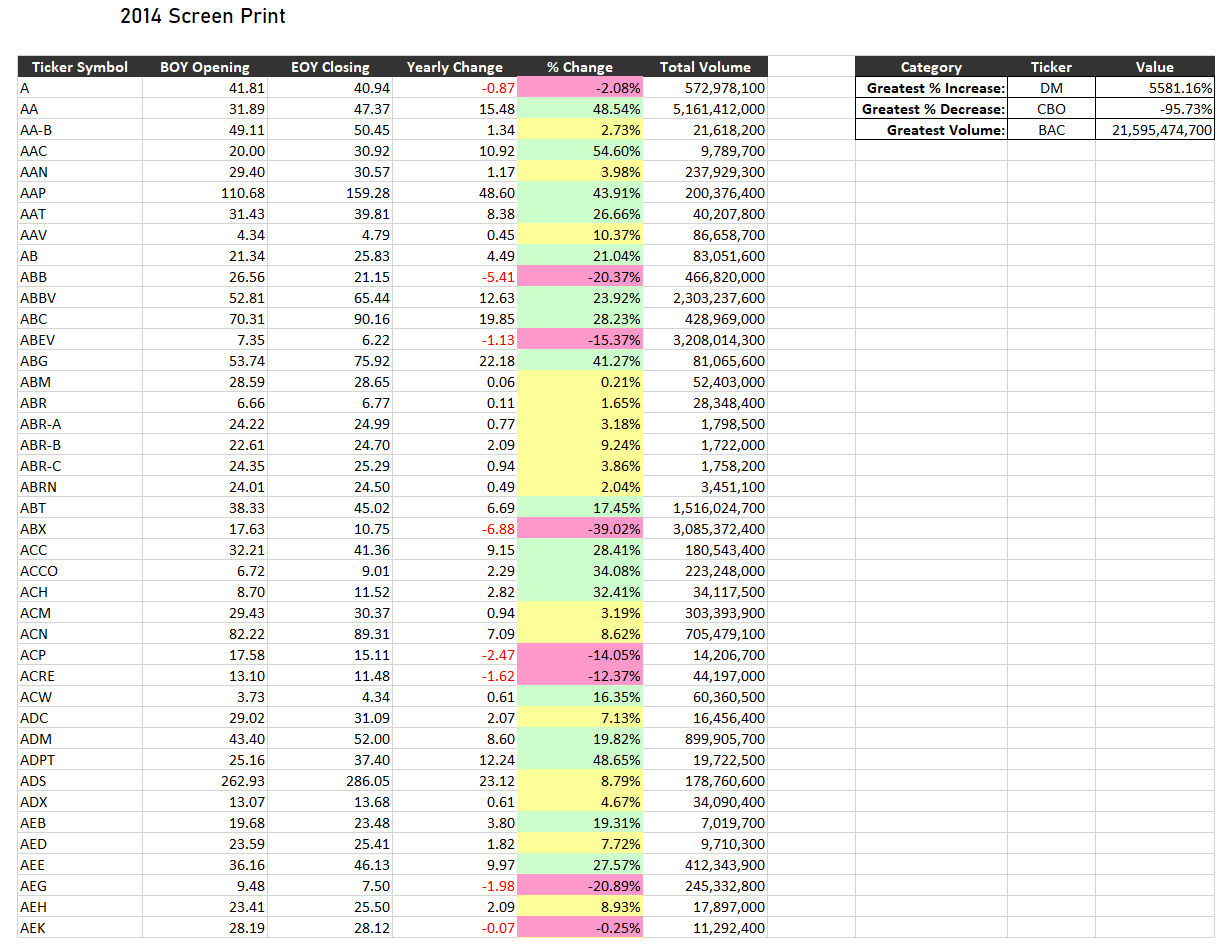 2014 Screen Print
Ticker Symbol BOY Opening EOY Closing Yearly Change % Change Total Volume Category Ticker Value
A 41.81 40.94 -0.87 -2.08% 572,978,100 Greatest % Increase: DM 5581.16%
AA 31.89 47.37 15.48 48.54% 5,161,412,000 Greatest % Decrease: CBO -95.73%
AA-B 49.11 50.45 1.34 2.73% 21,618,200 Greatest Volume: BAC 21,595,474,700
AAC 20.00 30.92 10.92 54.60% 9,789,700
AAN 29.40 30.57 1.17 3.98% 237,929,300
AAP 110.68 159.28 48.60 43.91% 200,376,400
AAT 31.43 39.81 8.38 26.66% 40,207,800
AAV 4.34 4.79 0.45 10.37% 86,658,700
AB 21.34 25.83 4.49 21.04% 83,051,600
ABB 26.56 21.15 -5.41 -20.37% 466,820,000
ABBV 52.81 65.44 12.63 23.92% 2,303,237,600
ABC 70.31 90.16 19.85 28.23% 428,969,000
ABEV 7.35 6.22 -1.13 -15.37% 3,208,014,300
ABG 53.74 75.92 22.18 41.27% 81,065,600
ABM 28.59 28.65 0.06 0.21% 52,403,000
ABR 6.66 6.77 0.11 1.65% 28,348,400
ABR-A 24.22 24.99 0.77 3.18% 1,798,500
ABR-B 22.61 24.70 2.09 9.24% 1,722,000
ABR-C 24.35 25.29 0.94 3.86% 1,758,200
ABRN 24.01 24.50 0.49 2.04% 3,451,100
ABT 38.33 45.02 6.69 17.45% 1,516,024,700
ABX 17.63 10.75 -6.88 -39.02% 3,085,372,400
ACC 32.21 41.36 9.15 28.41% 180,543,400
ACCO 6.72 9.01 2.29 34.08% 223,248,000
ACH 8.70 11.52 2.82 32.41% 34,117,500
ACM 29.43 30.37 0.94 3.19% 303,393,900
ACN 82.22 89.31 7.09 8.62% 705,479,100
ACP 17.58 15.11 -2.47 -14.05% 14,206,700
ACRE 13.10 11.48 -1.62 -12.37% 44,197,000
ACW 3.73 4.34 0.61 16.35% 60,360,500
ADC 29.02 31.09 2.07 7.13% 16,456,400
ADM 43.40 52.00 8.60 19.82% 899,905,700
ADPT 25.16 37.40 12.24 48.65% 19,722,500
ADS 262.93 286.05 23.12 8.79% 178,760,600
ADX 13.07 13.68 0.61 4.67% 34,090,400
AEB 19.68 23.48 3.80 19.31% 7,019,700
AED 23.59 25.41 1.82 7.72% 9,710,300
AEE 36.16 46.13 9.97 27.57% 412,343,900
AEG 9.48 7.50 -1.98 -20.89% 245,332,800
AEH 23.41 25.50 2.09 8.93% 17,897,000
AEK 28.19 28.12 -0.07 -0.25% 11,292,400